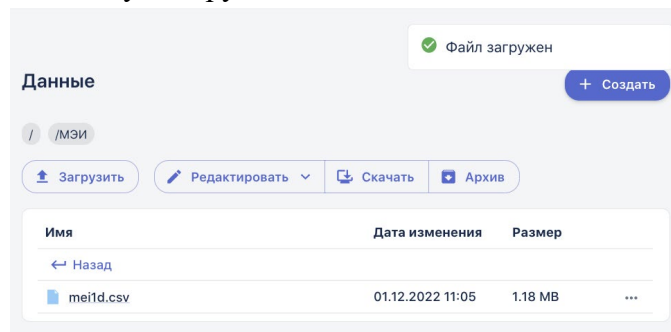 Файл загружен
Данные
+ Создать
/ /МЭИ
Загрузить Редактировать Скачать Архив
Имя Дата изменения Размер
Назад
mei1d.csv 01.12.2022 11:05 1.18 MB ...